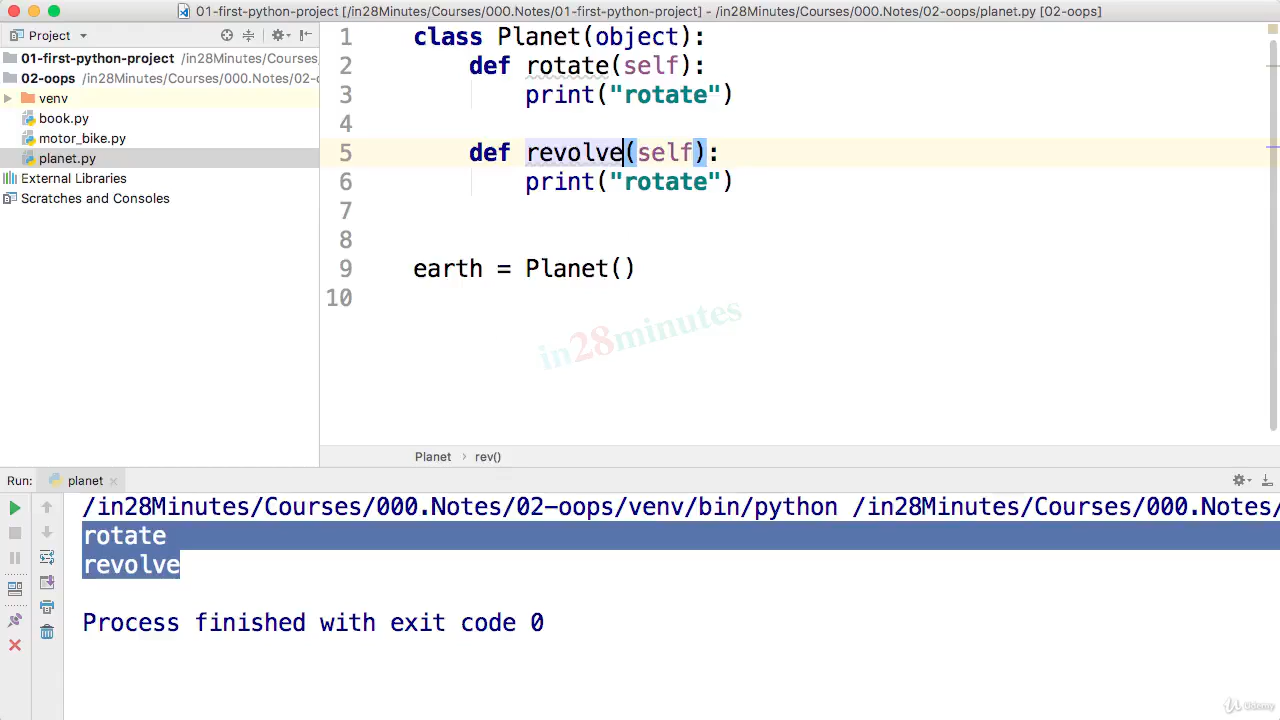 01-first-python-project [/in28Minutes/Courses/000.Notes/01-first-python-project] - /in28Minutes/Courses/000.Notes/02-oops/planet.py [02-oops]
Project
01-first-python-project /in28Minutes/Courses,
02-oops /in28Minutes/Courses/000.Notes/02-o
venv
book.py
motor_bike.py
planet.py
External Libraries
Scratches and Consoles
1 class Planet(object):
2 def rotate(self):
3 print("rotate")
4
5 def revolve(self):
6 print("rotate")
7
8
9 earth = Planet()
10
in28minutes
Planet › rev()
Run: planet
/in28Minutes/Courses/000.Notes/02-oops/venv/bin/python /in28Minutes/Courses/000.Notes/
rotate
revolve
Process finished with exit code 0
Udemy